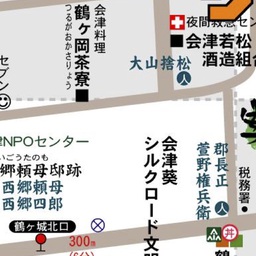 会津料理
鶴ヶ岡茶寮
つるがおかさりょう
夜間救急セン
会津若松
酒造組合
大山捨松
セブン
NPOセンター
いごうたのも
郷頼母邸跡
西郷頼母
西郷四郎
鶴ヶ城北口
300m
会津葵
シルクロード文明
郡長正
萱野権兵衛
税務署
丼
鶴